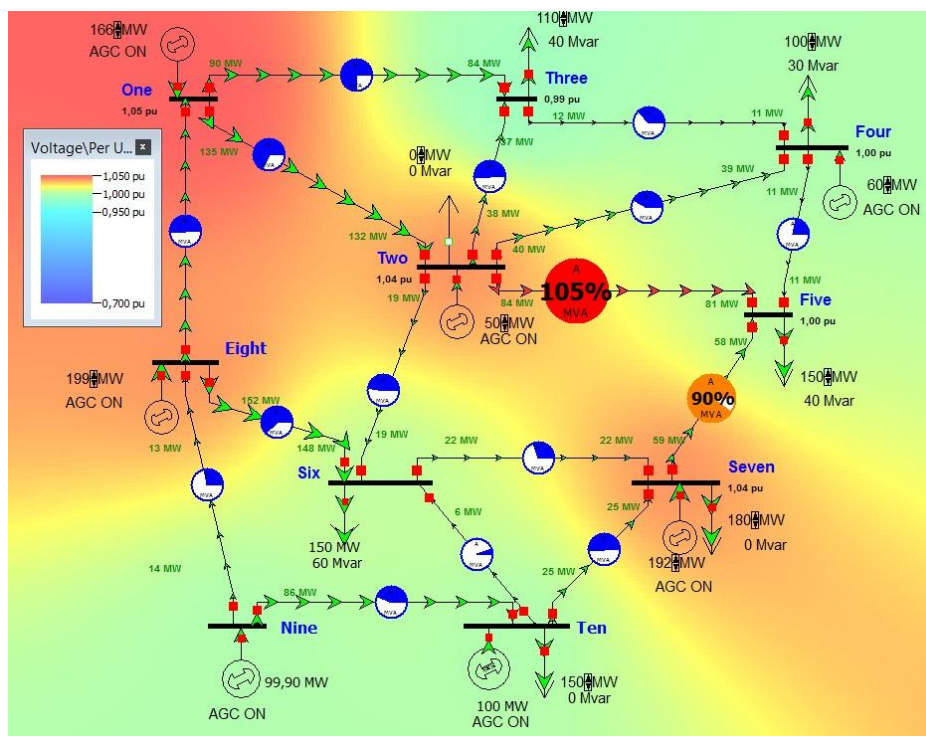 110 MW
40 Mvar
166 MW
AGC ON
100 MW
30 Mvar
90 MW
84 MW
Three
0,99 pu
One
1,05 pu
12 MW
11 MW
Four
1,00 pu
Voltage\Per U... x
1,050 pu
1,000 pu
0,950 pu
0,700 pu
135 MW
37 MW
0 MW
0 Mvar
39 MW
11 MW
60 MW
AGC ON
38 MW
MVA
MVA
132 MW
40 MW
Two
1,04 pu
19 MW
84 MW
A
105%
MVA
81 MW
11 MW
Five
1,00 pu
50 MW
AGC ON
58 MW
Eight
199 MW
AGC ON
150 MW
40 Mvar
A
90%
MVA
152 MW
148 MW
13 MW
19 MW
22 MW
22 MW
59 MW
Six
Seven
1,04 pu
6 MW
25 MW
180 MW
0 Mvar
150 MW
60 Mvar
192 MW
AGC ON
14 MW
25 MW
86 MW
MVA
Nine
Ten
99,90 MW
AGC ON
100 MW
AGC ON
150 MW
0 Mvar